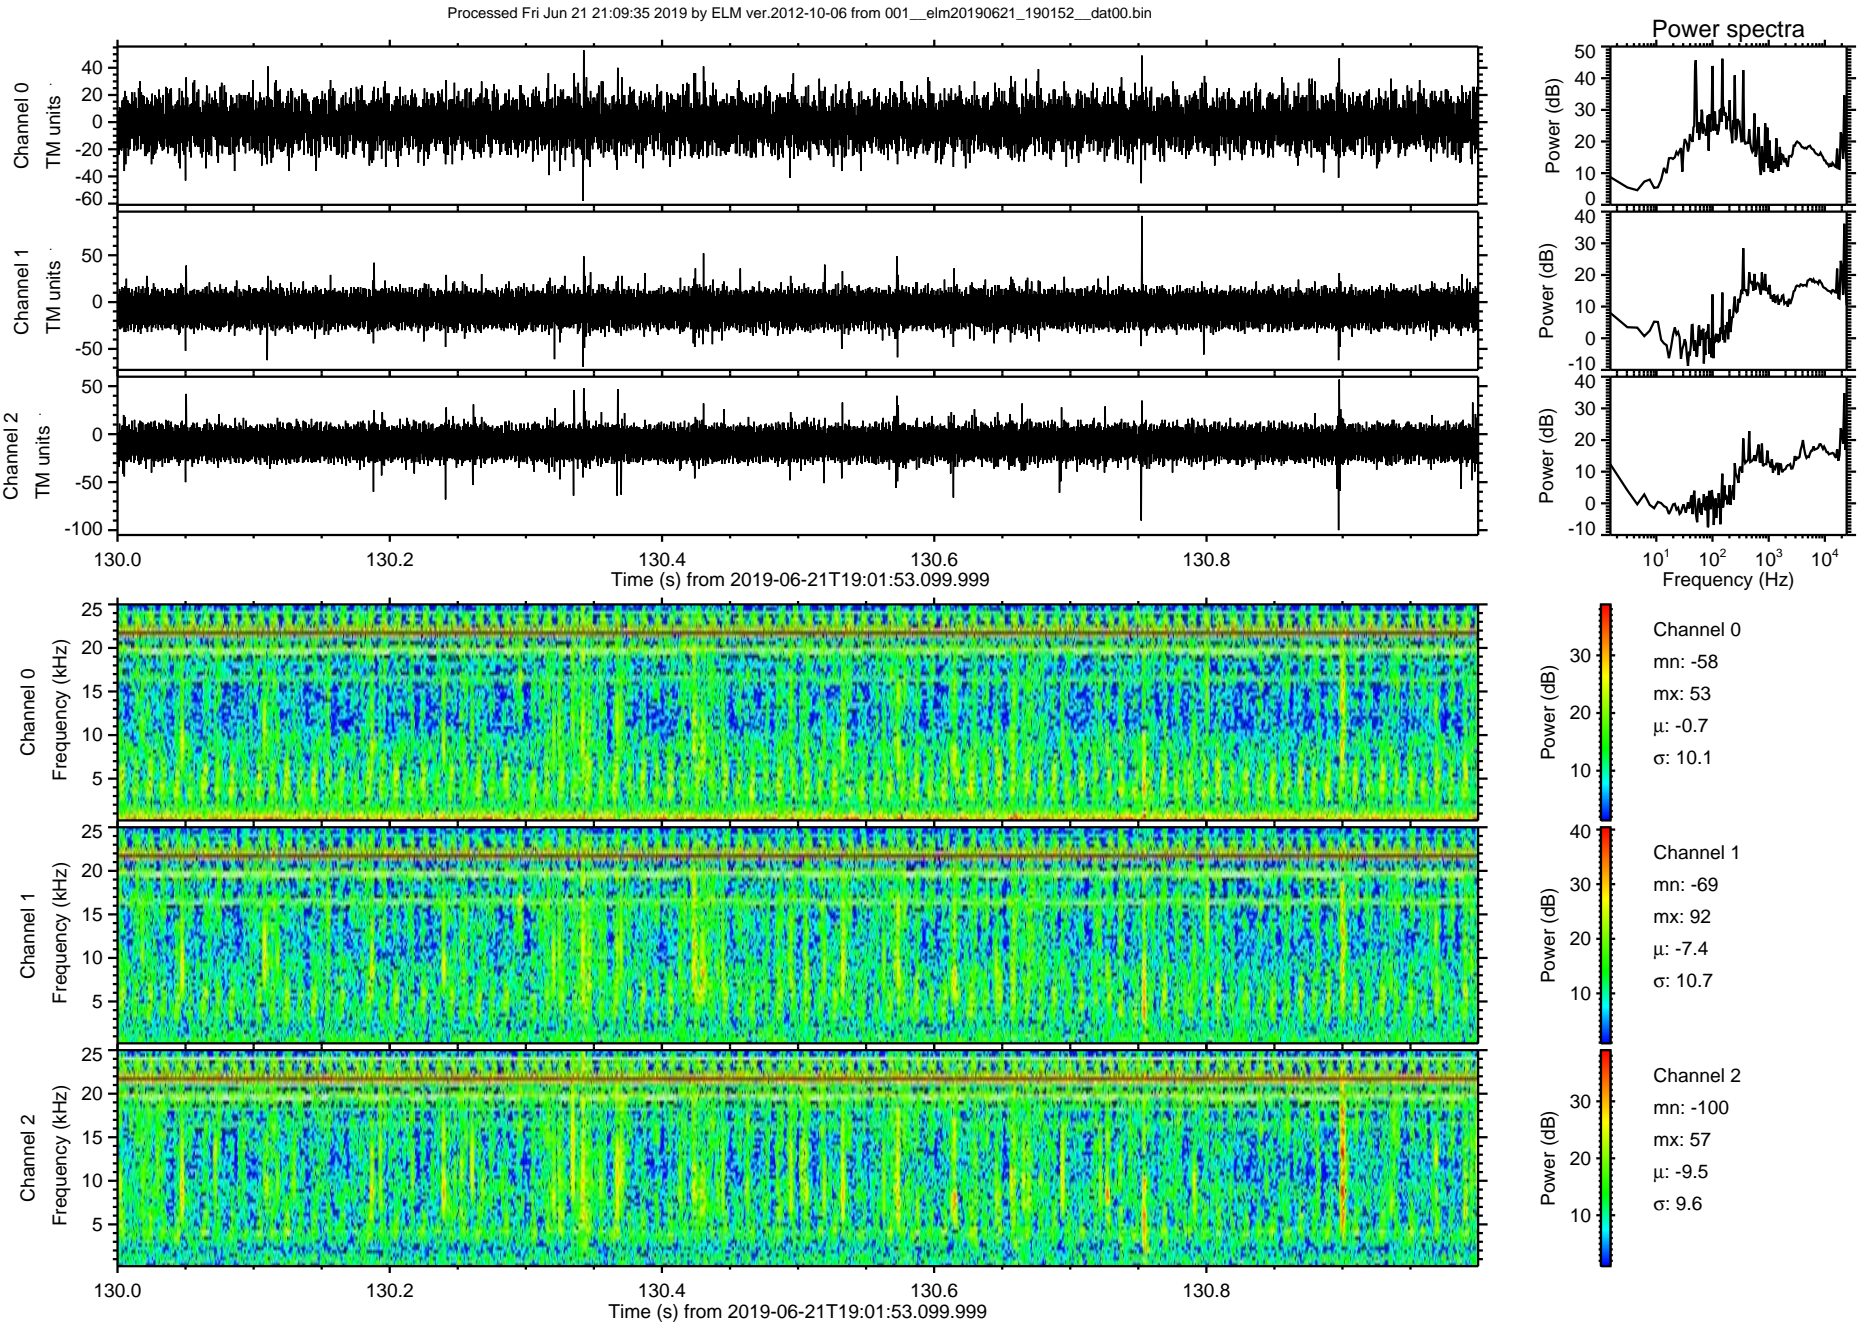 Processed Fri Jun 21 21:09:35 2019 by ELM ver.2012-10-06 from 001__elm20190621_190152__dat00.bin
Power spectra
Channel 0
TM units
40
20
0
-20
-40
-60
Power (dB)
50
40
30
20
10
0
Channel 1
TM units
50
0
-50
Power (dB)
40
30
20
10
0
-10
Channel 2
TM units
50
0
-50
-100
Power (dB)
40
30
20
10
0
-10
130.0 130.2 130.4 130.6 130.8
Time (s) from 2019-06-21T19:01:53.099.999
10^1 10^2 10^3 10^4
Frequency (Hz)
Channel 0
Frequency (kHz)
25
20
15
10
5
Power (dB)
30
20
10
Channel 0
mn: -58
mx: 53
μ: -0.7
σ: 10.1
Channel 1
Frequency (kHz)
25
20
15
10
5
Power (dB)
40
30
20
10
Channel 1
mn: -69
mx: 92
μ: -7.4
σ: 10.7
Channel 2
Frequency (kHz)
25
20
15
10
5
Power (dB)
30
20
10
Channel 2
mn: -100
mx: 57
μ: -9.5
σ: 9.6
130.0 130.2 130.4 130.6 130.8
Time (s) from 2019-06-21T19:01:53.099.999